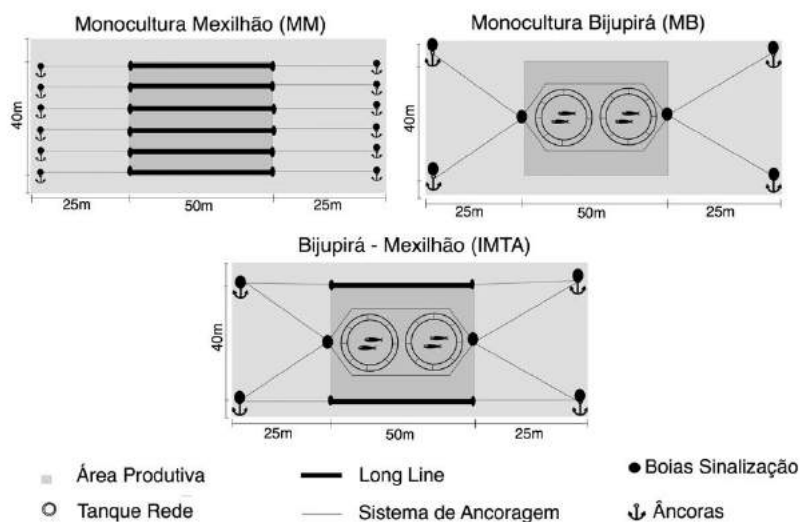 Monocultura Mexilhão (MM)
Monocultura Bijupirá (MB)
40m
25m 50m 25m
40m
25m 50m 25m
Bijupirá - Mexilhão (IMTA)
40m
25m 50m 25m
Área Produtiva
Long Line
Boias Sinalização
Tanque Rede
Sistema de Ancoragem
Âncoras